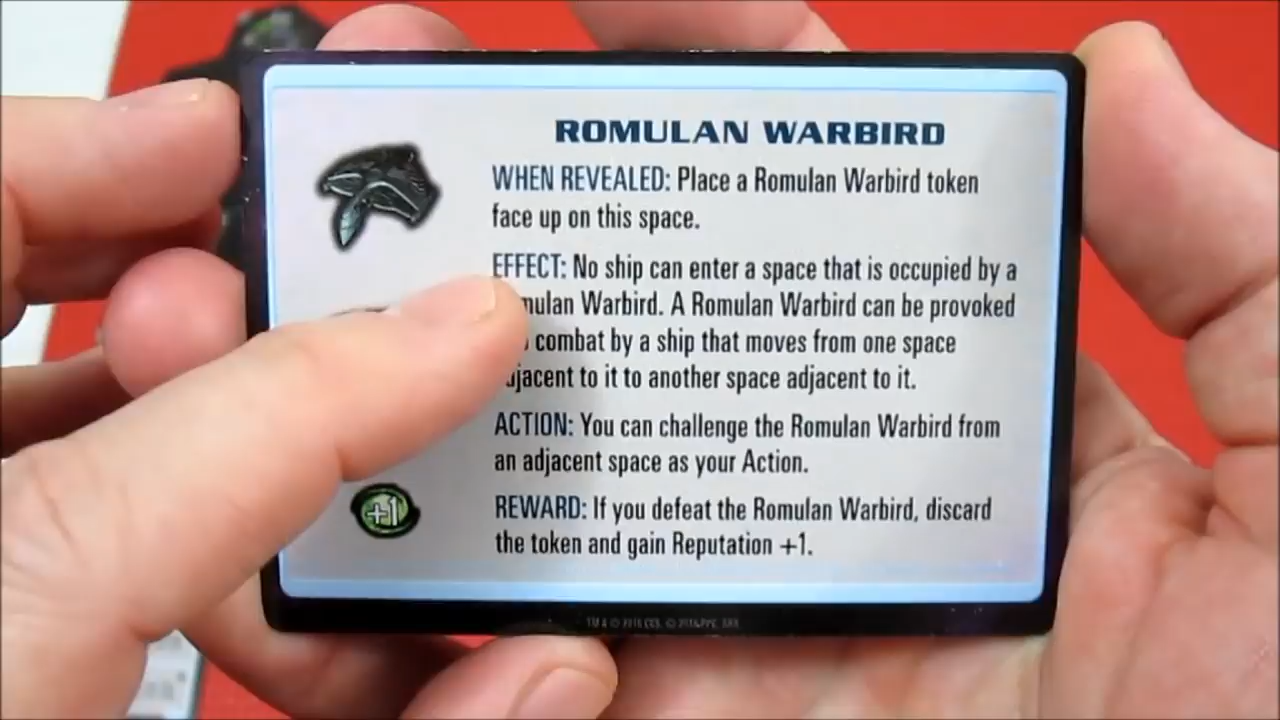 ROMULAN WARBIRD
WHEN REVEALED: Place a Romulan Warbird token
face up on this space.
EFFECT: No ship can enter a space that is occupied by a
mulan Warbird. A Romulan Warbird can be provoked
combat by a ship that moves from one space
djacent to it to another space adjacent to it.
ACTION: You can challenge the Romulan Warbird from
an adjacent space as your Action.
+1
REWARD: If you defeat the Romulan Warbird, discard
the token and gain Reputation +1.